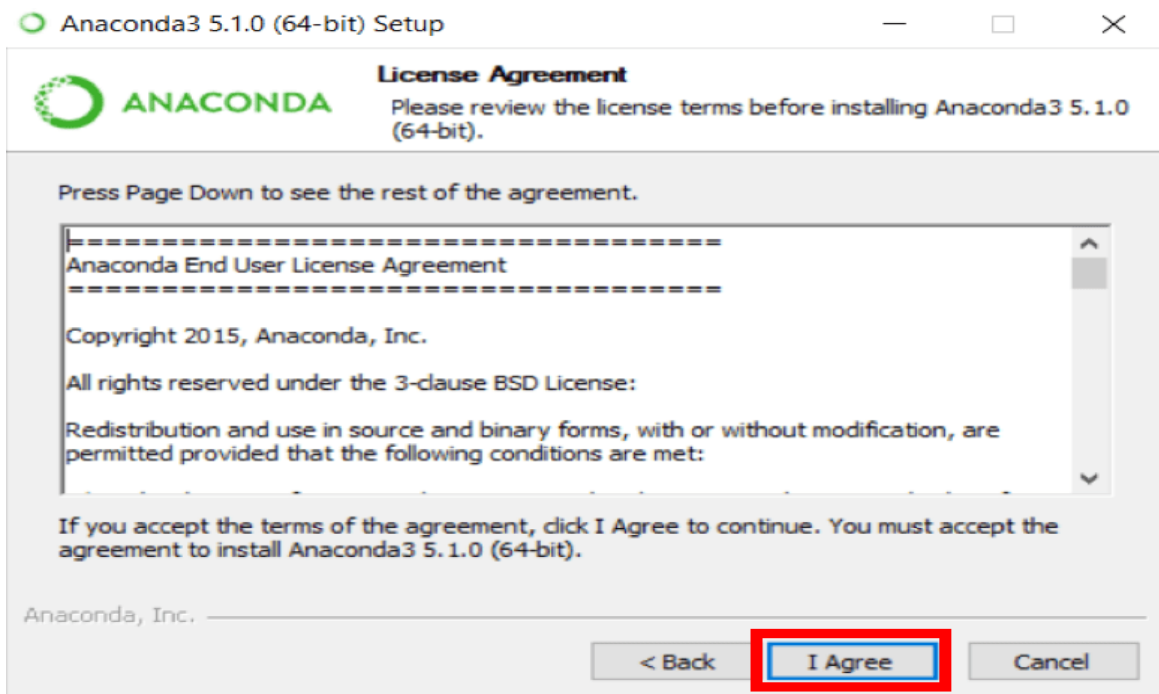 Anaconda3 5.1.0 (64-bit) Setup
ANACONDA
License Agreement
Please review the license terms before installing Anaconda3 5.1.0
(64-bit).
Press Page Down to see the rest of the agreement.
===================================
Anaconda End User License Agreement
===================================
Copyright 2015, Anaconda, Inc.
All rights reserved under the 3-clause BSD License:
Redistribution and use in source and binary forms, with or without modification, are
permitted provided that the following conditions are met:
If you accept the terms of the agreement, click I Agree to continue. You must accept the
agreement to install Anaconda3 5.1.0 (64-bit).
Anaconda, Inc.
< Back
I Agree
Cancel